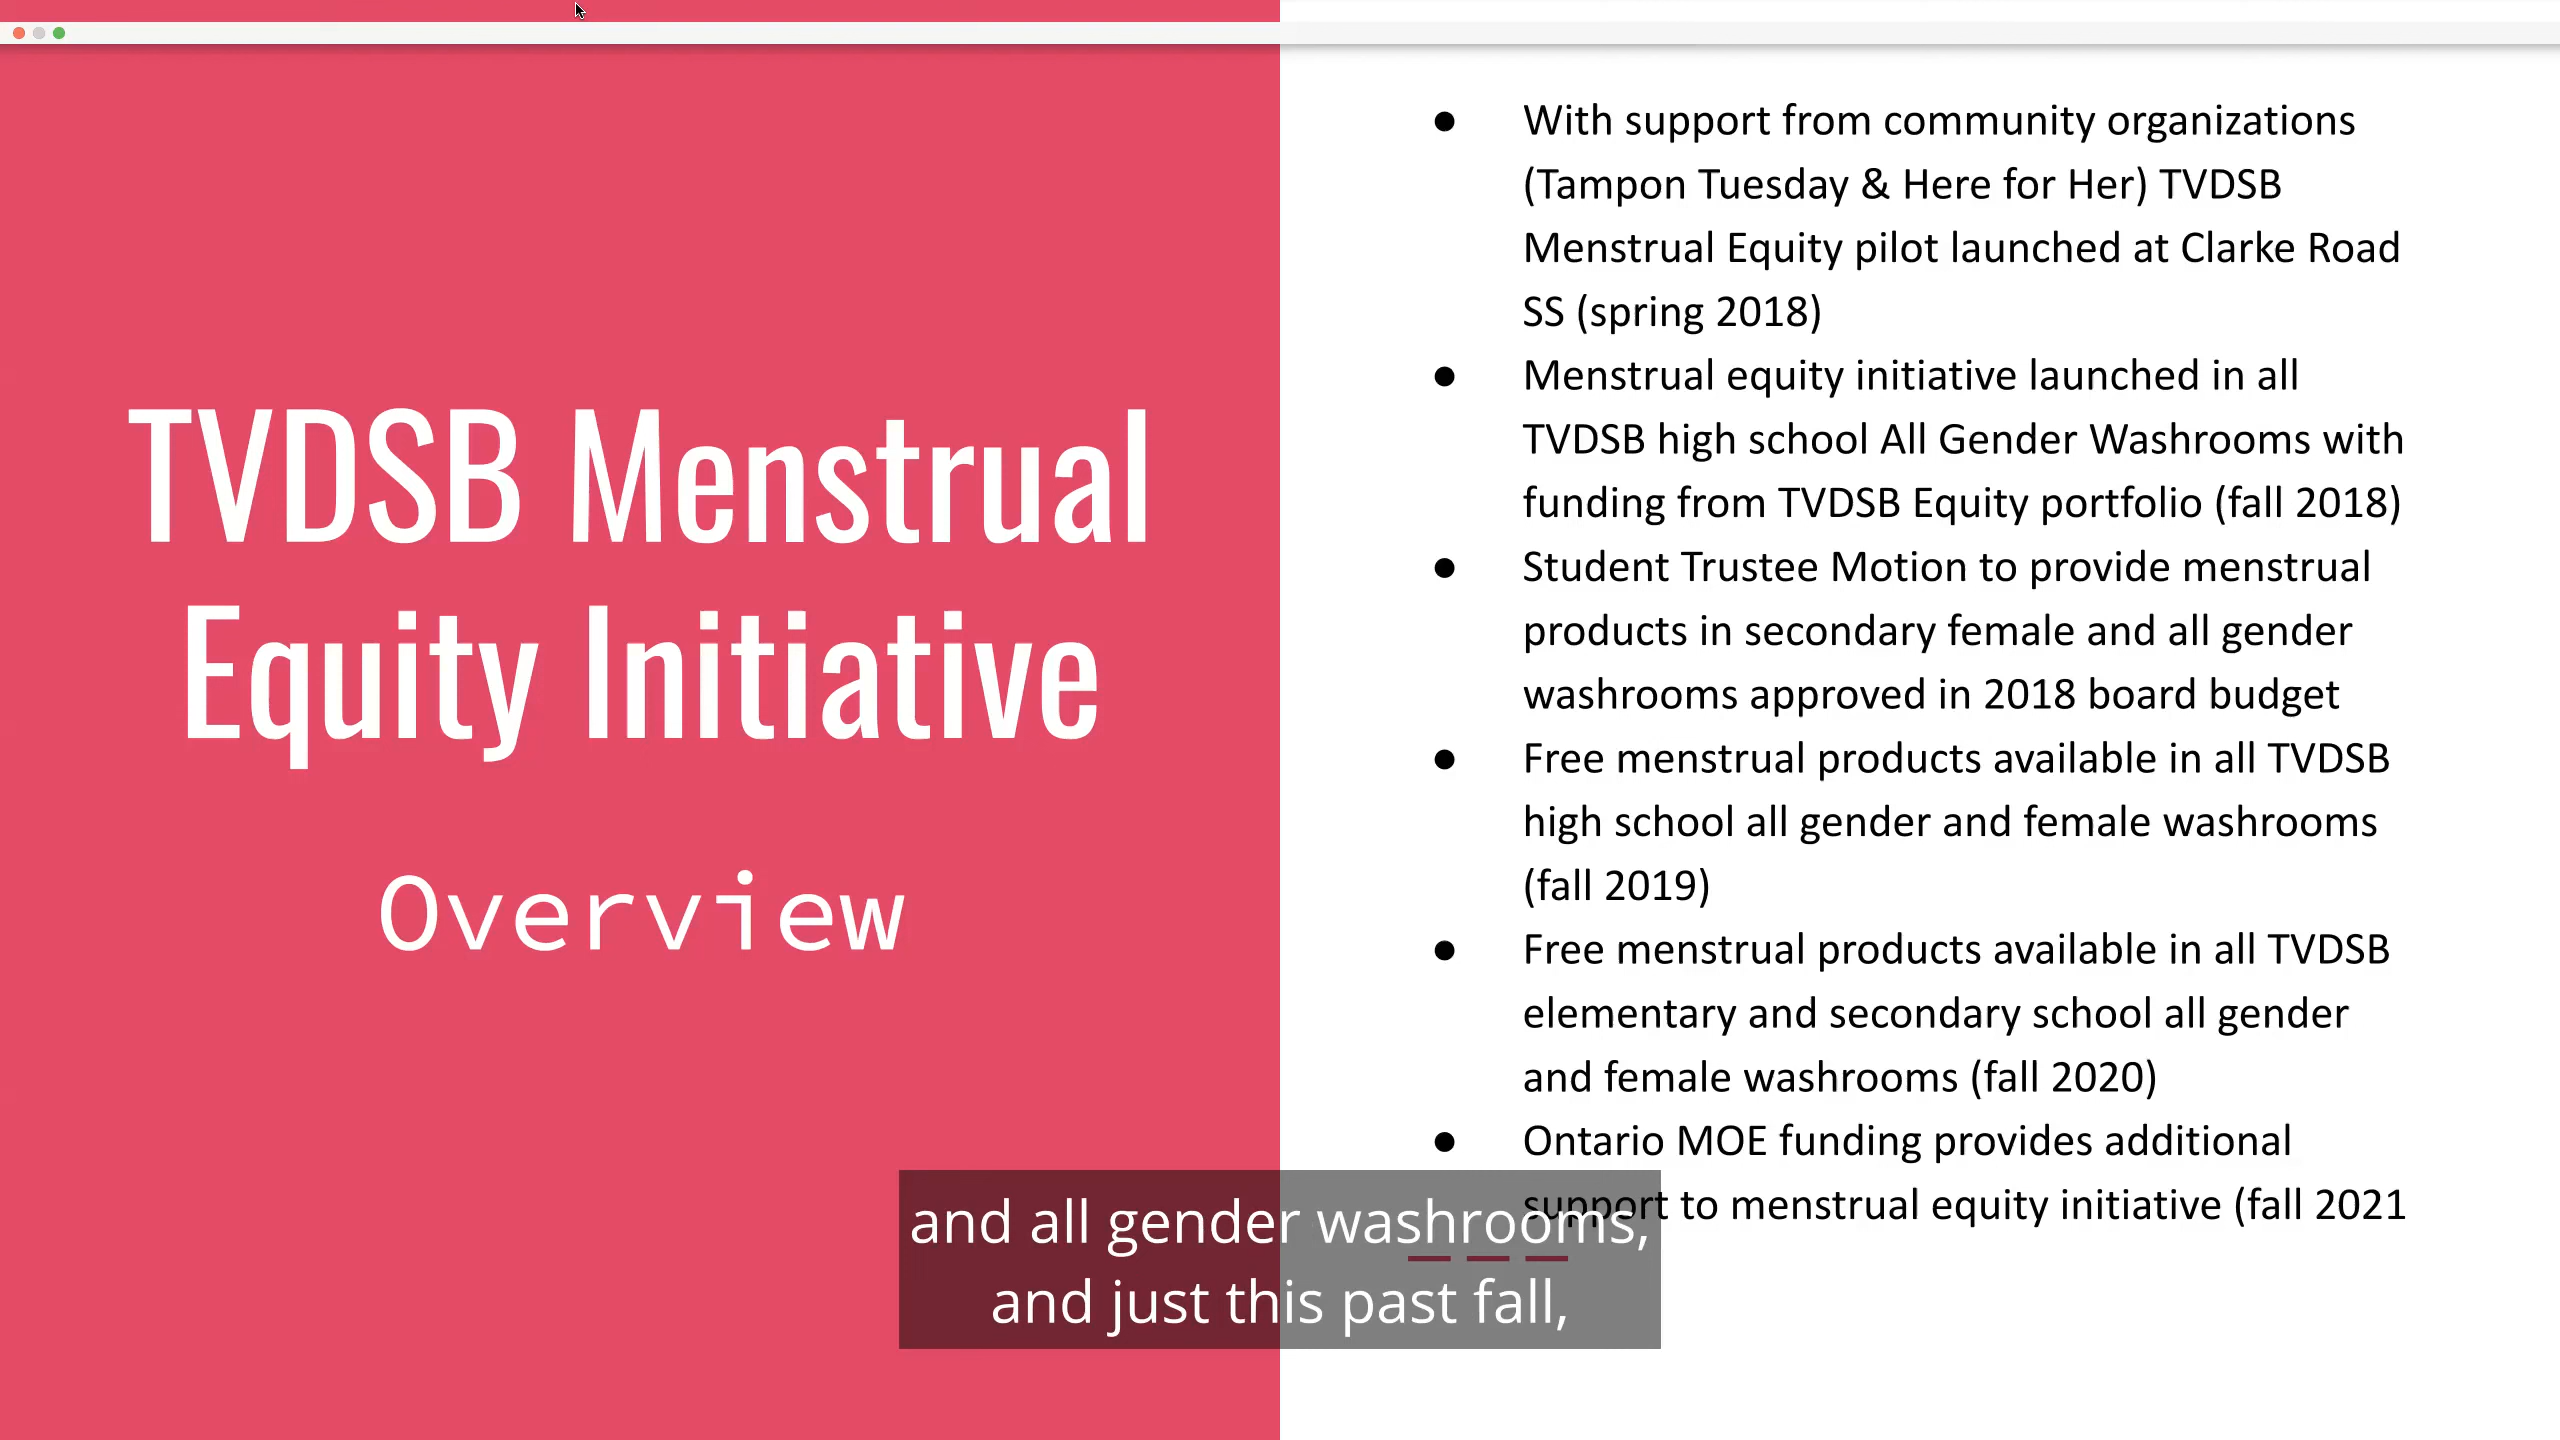 TVDSB Menstrual
Equity Initiative
Overview
● With support from community organizations
(Tampon Tuesday & Here for Her) TVDSB
Menstrual Equity pilot launched at Clarke Road
SS (spring 2018)
● Menstrual equity initiative launched in all
TVDSB high school All Gender Washrooms with
funding from TVDSB Equity portfolio (fall 2018)
● Student Trustee Motion to provide menstrual
products in secondary female and all gender
washrooms approved in 2018 board budget
● Free menstrual products available in all TVDSB
high school all gender and female washrooms
(fall 2019)
● Free menstrual products available in all TVDSB
elementary and secondary school all gender
and female washrooms (fall 2020)
● Ontario MOE funding provides additional
support to menstrual equity initiative (fall 2021
and all gender washrooms,
and just this past fall,